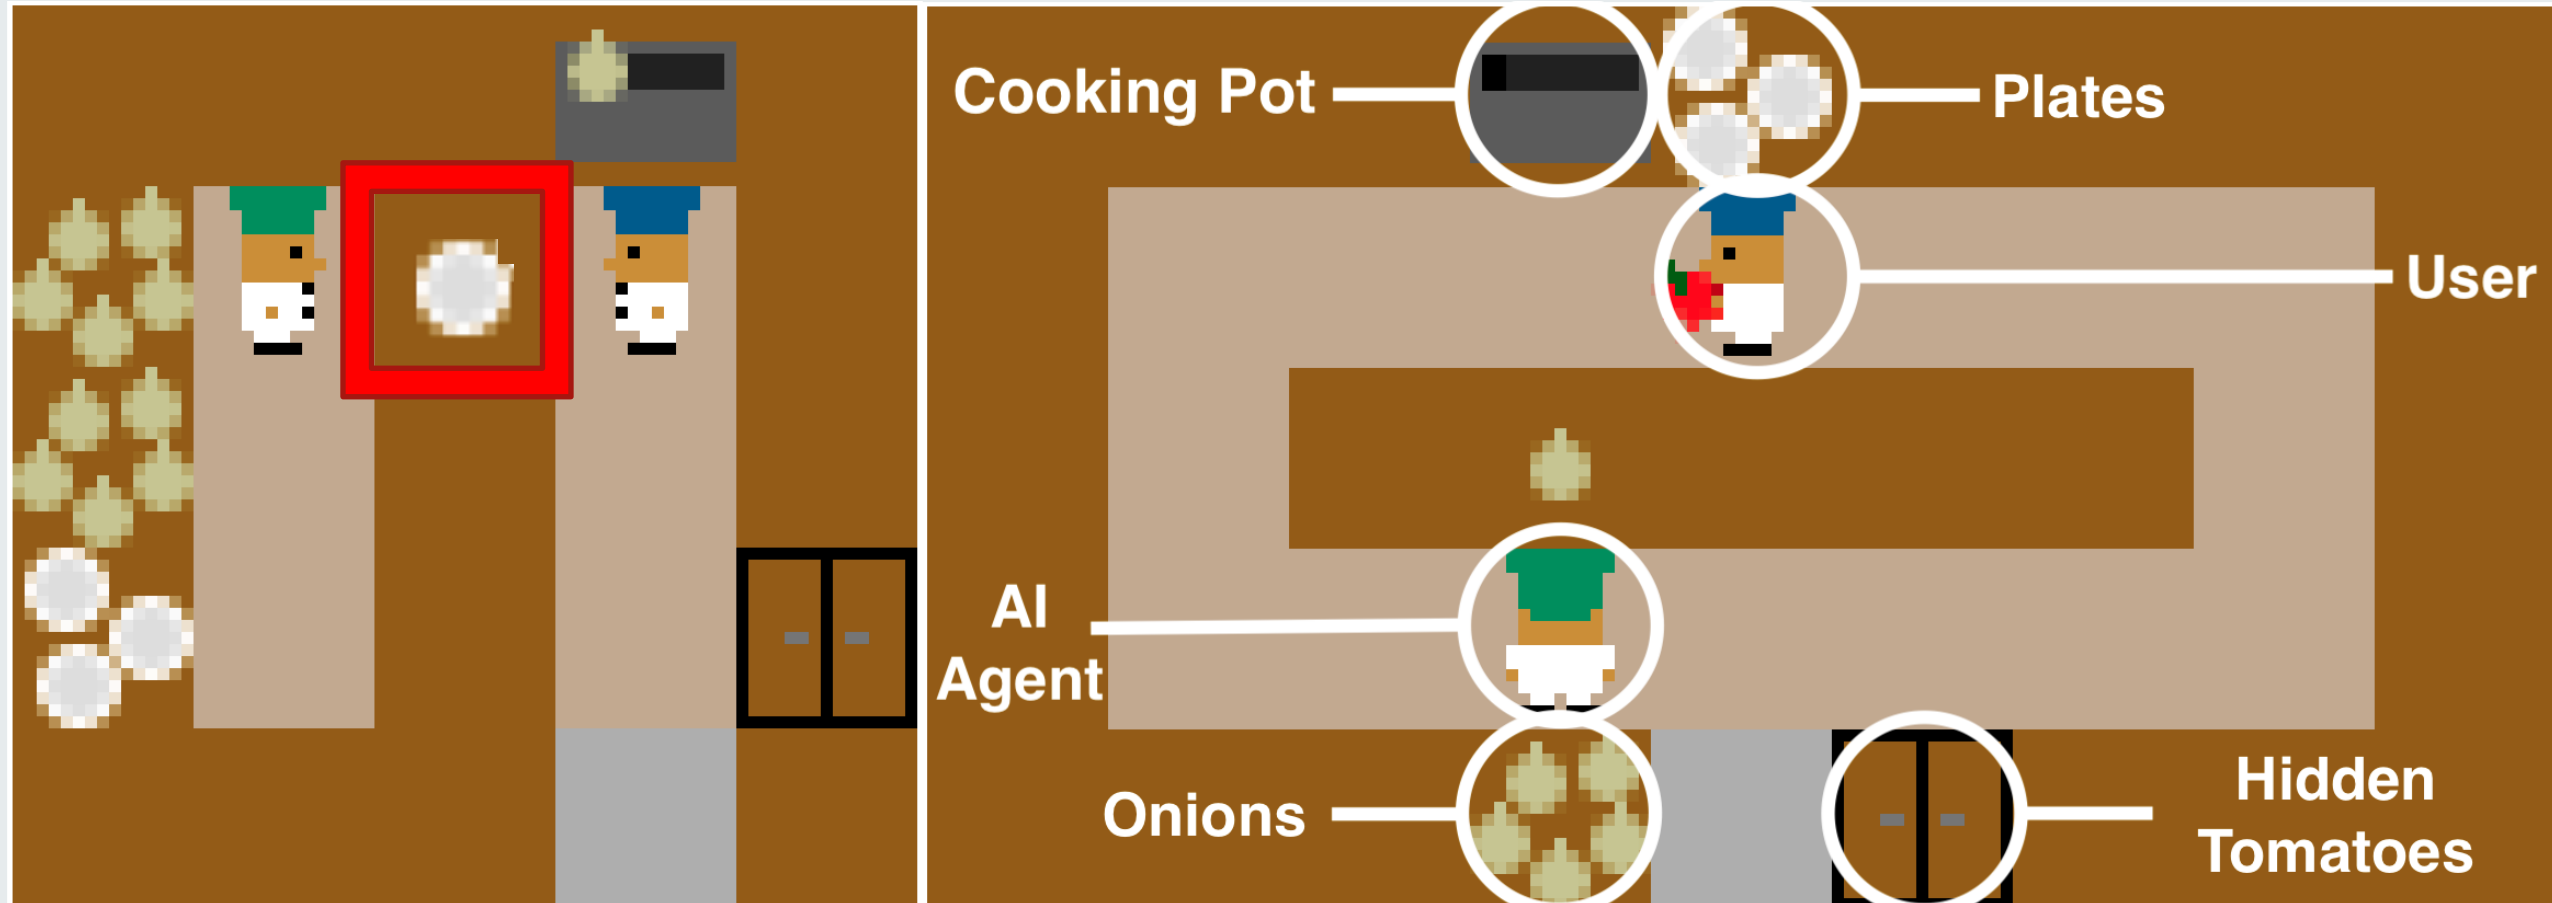 Cooking Pot
Plates
User
AI
Agent
Onions
Hidden
Tomatoes